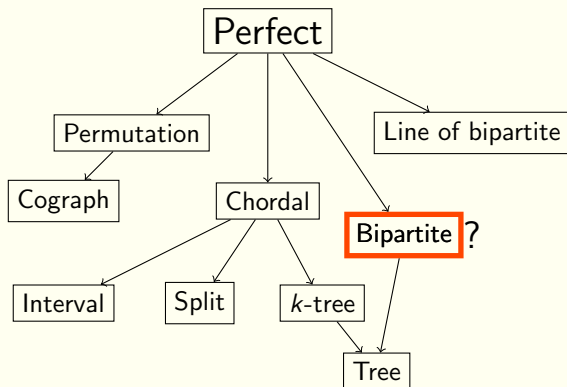 Perfect
Permutation
Line of bipartite
Cograph
Chordal
Bipartite ?
Interval
Split
k-tree
Tree